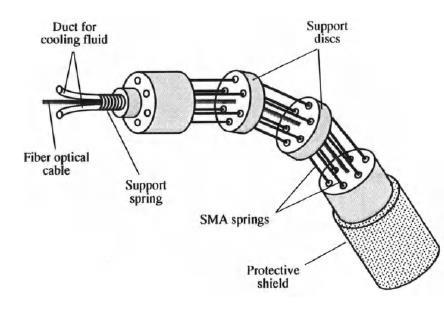 Duct for
cooling fluid
Support
discs
Fiber optical
cable
Support
spring
SMA springs
Protective
shield